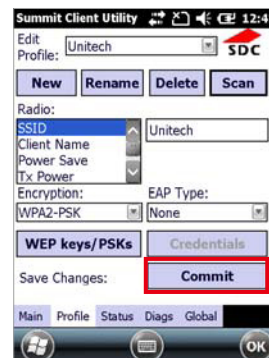 Summit Client Utility 12:4
Edit Profile: Unitech SDC
New Rename Delete Scan
Radio:
SSID Unitech
Client Name
Power Save
Tx Power
Encryption: EAP Type:
WPA2-PSK None
WEP keys/PSKs Credentials
Save Changes: Commit
Main Profile Status Diags Global
OK